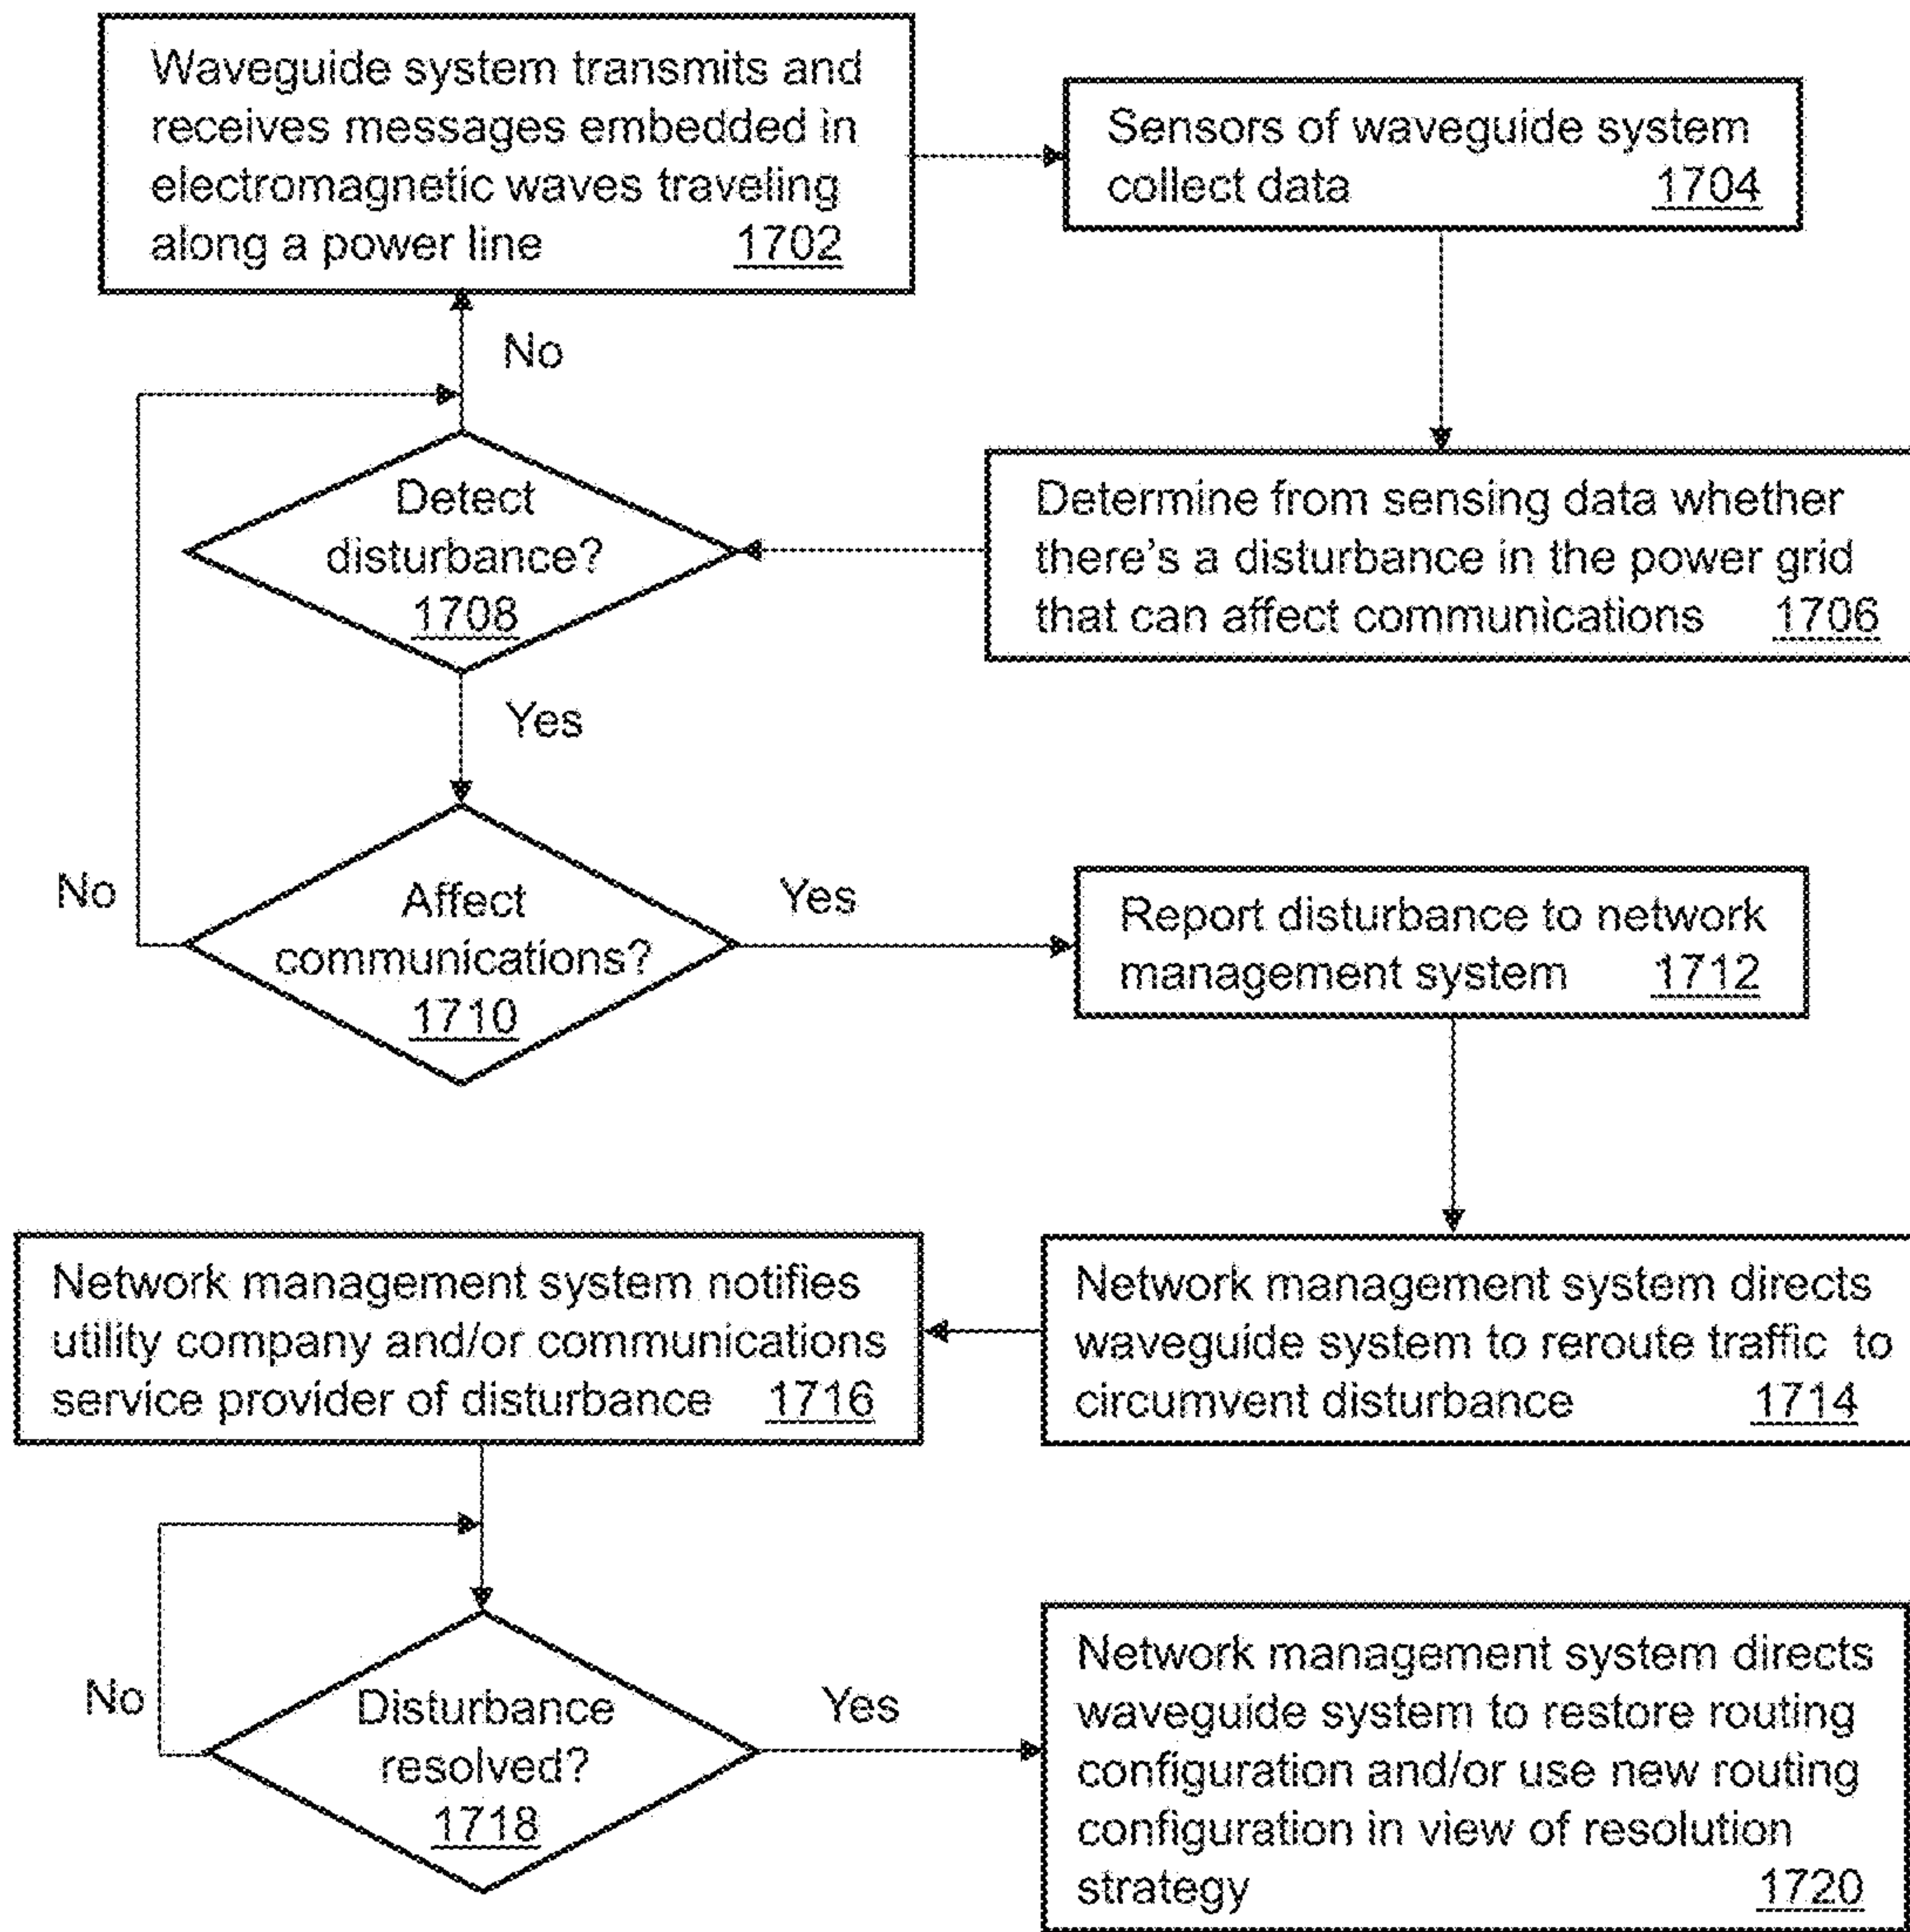 Waveguide system transmits and
receives messages embedded in
electromagnetic waves traveling
along a power line 1702
Sensors of waveguide system
collect data 1704
No
Detect
disturbance?
1708
Determine from sensing data whether
there's a disturbance in the power grid
that can affect communications 1706
Yes
No
Affect
communications?
1710
Yes
Report disturbance to network
management system 1712
Network management system notifies
utility company and/or communications
service provider of disturbance 1716
Network management system directs
waveguide system to reroute traffic to
circumvent disturbance 1714
No
Disturbance
resolved?
1718
Yes
Network management system directs
waveguide system to restore routing
configuration and/or use new routing
configuration in view of resolution
strategy 1720